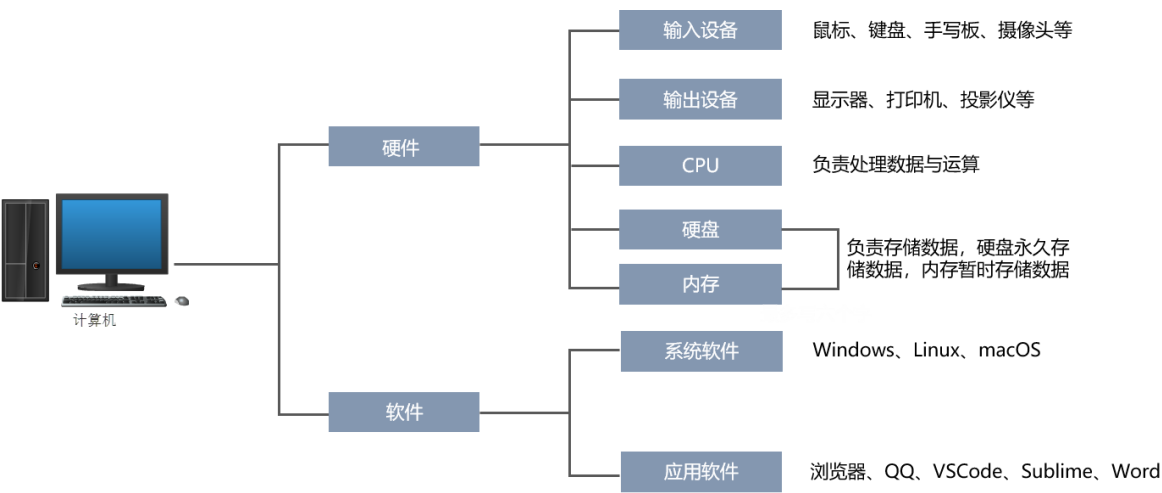 输入设备
鼠标、键盘、手写板、摄像头等
输出设备
显示器、打印机、投影仪等
硬件
CPU
负责处理数据与运算
硬盘
负责存储数据，硬盘永久存
储数据，内存暂时存储数据
内存
计算机
系统软件
Windows、Linux、macOS
软件
应用软件
浏览器、QQ、VSCode、Sublime、Word